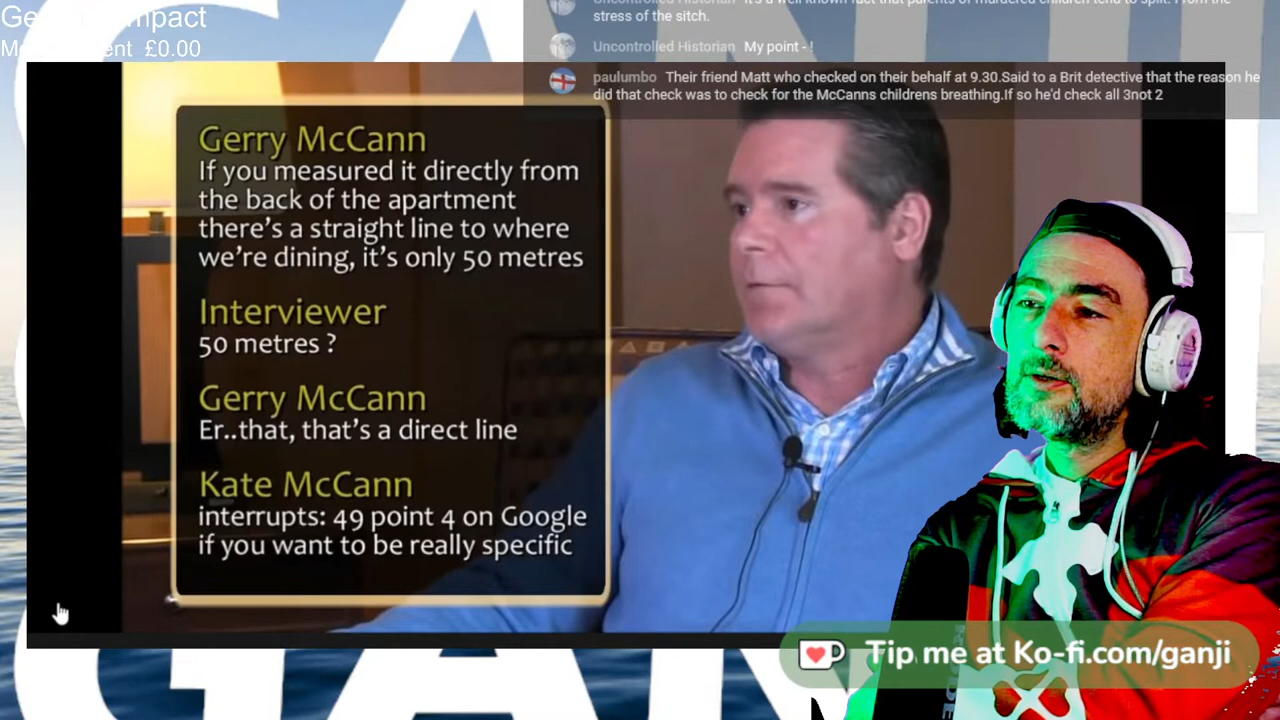 Uncontrolled Historian It's a well known fact that parents of murdered children tend to split. From the
stress of the sitch.
Uncontrolled Historian My point - !
paulumbo Their friend Matt who checked on their behalf at 9.30.Said to a Brit detective that the reason he
did that check was to check for the McCanns childrens breathing.If so he'd check all 3not 2
£0.00
Gerry McCann
If you measured it directly from
the back of the apartment
there's a straight line to where
we're dining, it's only 50 metres
Interviewer
50 metres ?
Gerry McCann
Er..that, that's a direct line
Kate McCann
interrupts: 49 point 4 on Google
if you want to be really specific
Tip me at Ko-fi.com/ganji